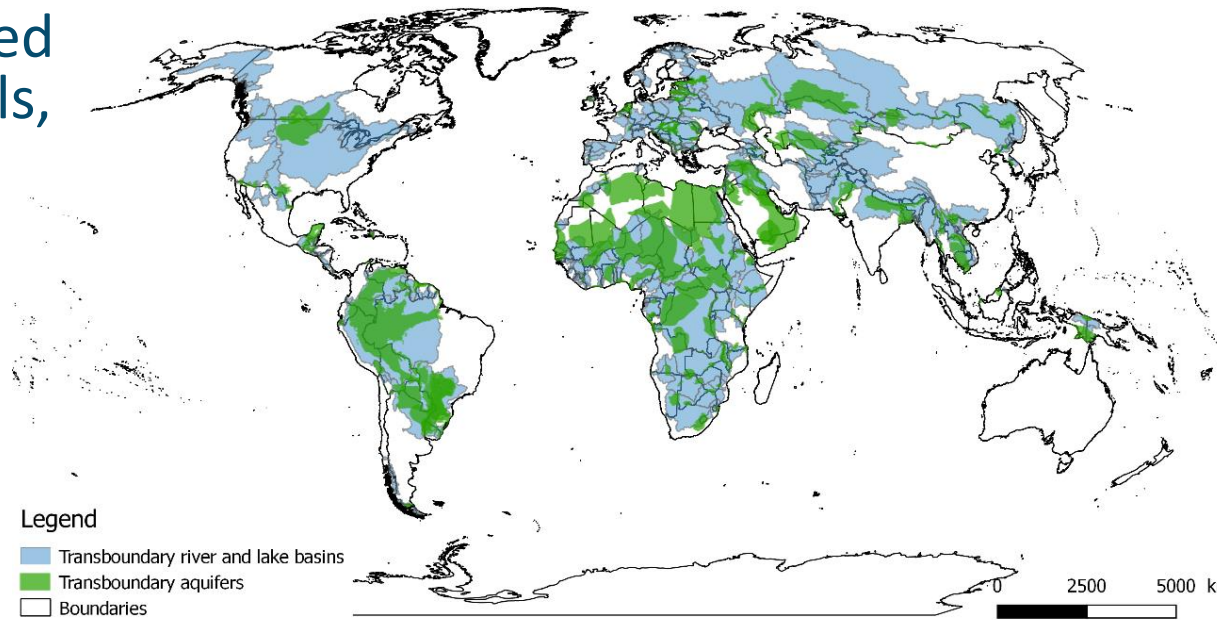 ed
ls,
Legend
Transboundary river and lake basins
Transboundary aquifers
Boundaries
0 2500 5000 k